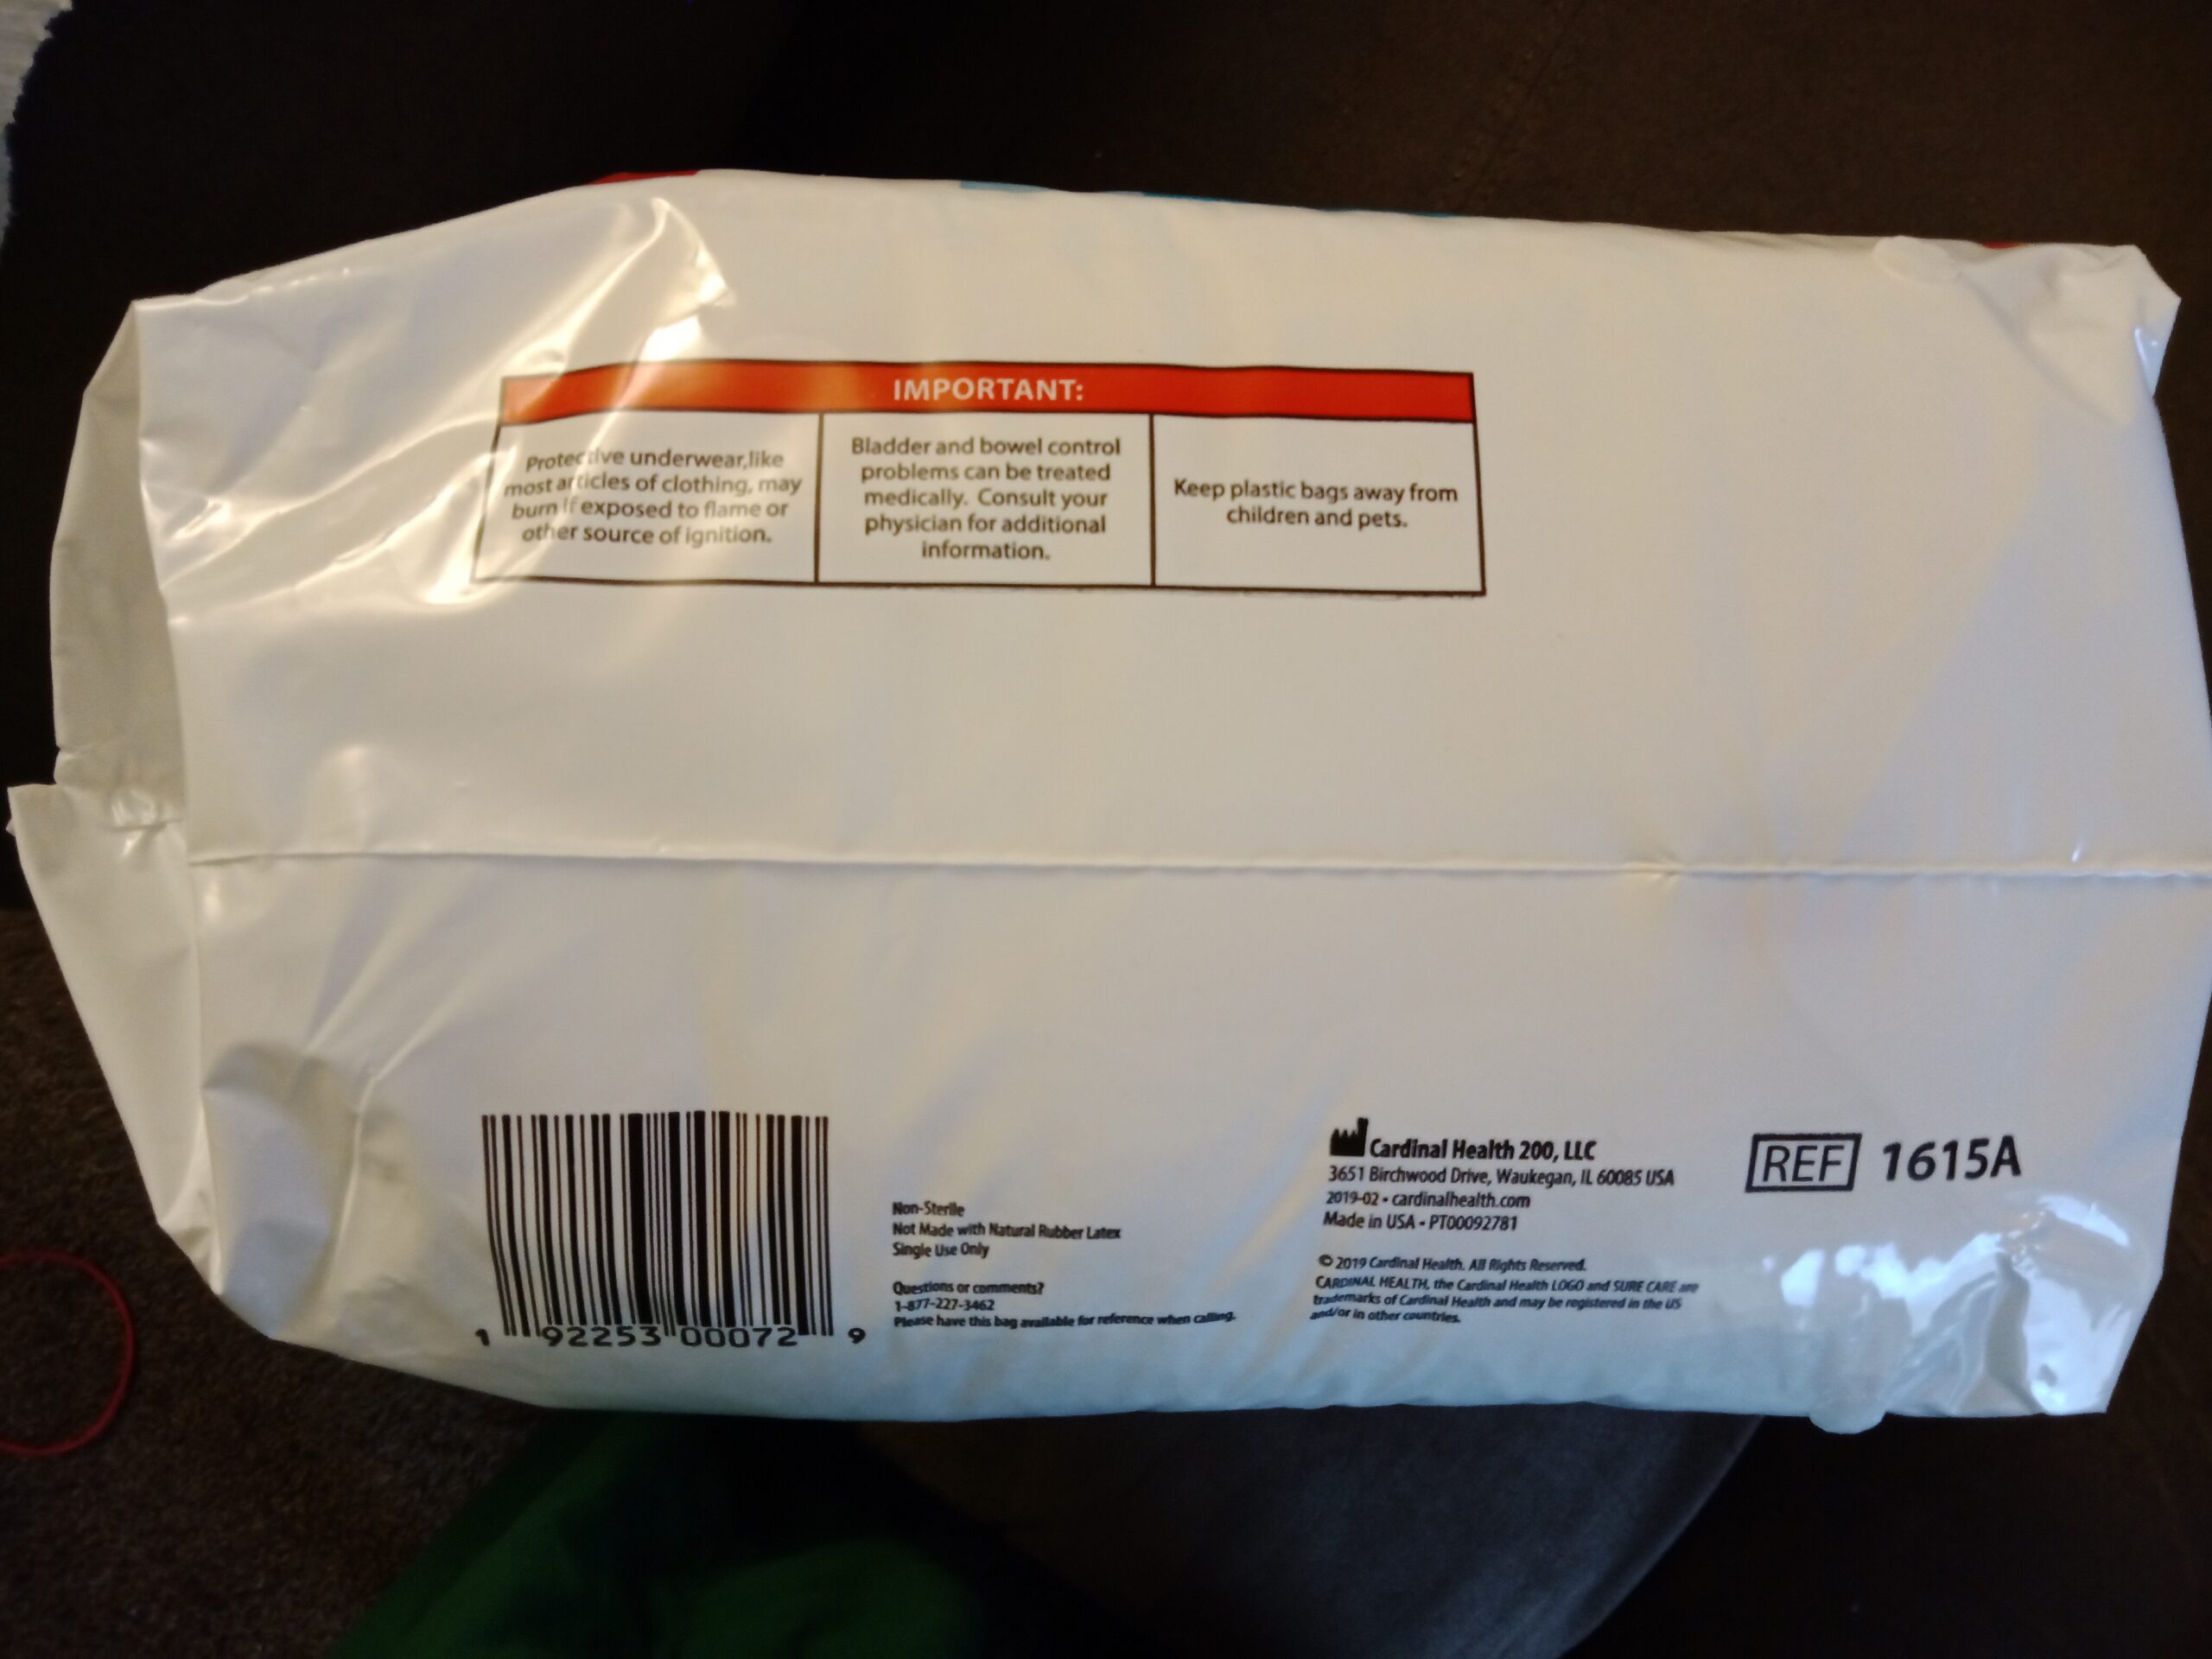 IMPORTANT:
Protective underwear,like
most articles of clothing, may
burn if exposed to flame or
other source of ignition.
Bladder and bowel control
problems can be treated
medically. Consult your
physician for additional
information.
Keep plastic bags away from
children and pets.
1 92253 00072 9
Non-Sterile
Not Made with Natural Rubber Latex
Single Use Only
Questions or comments?
1-877-227-3462
Please have this bag available for reference when calling.
Cardinal Health 200, LLC
3651 Birchwood Drive, Waukegan, IL 60085 USA
2019-02 • cardinalhealth.com
Made in USA • PT00092781
© 2019 Cardinal Health. All Rights Reserved.
CARDINAL HEALTH, the Cardinal Health LOGO and SURE CARE are
trademarks of Cardinal Health and may be registered in the US
and/or in other countries.
REF 1615A